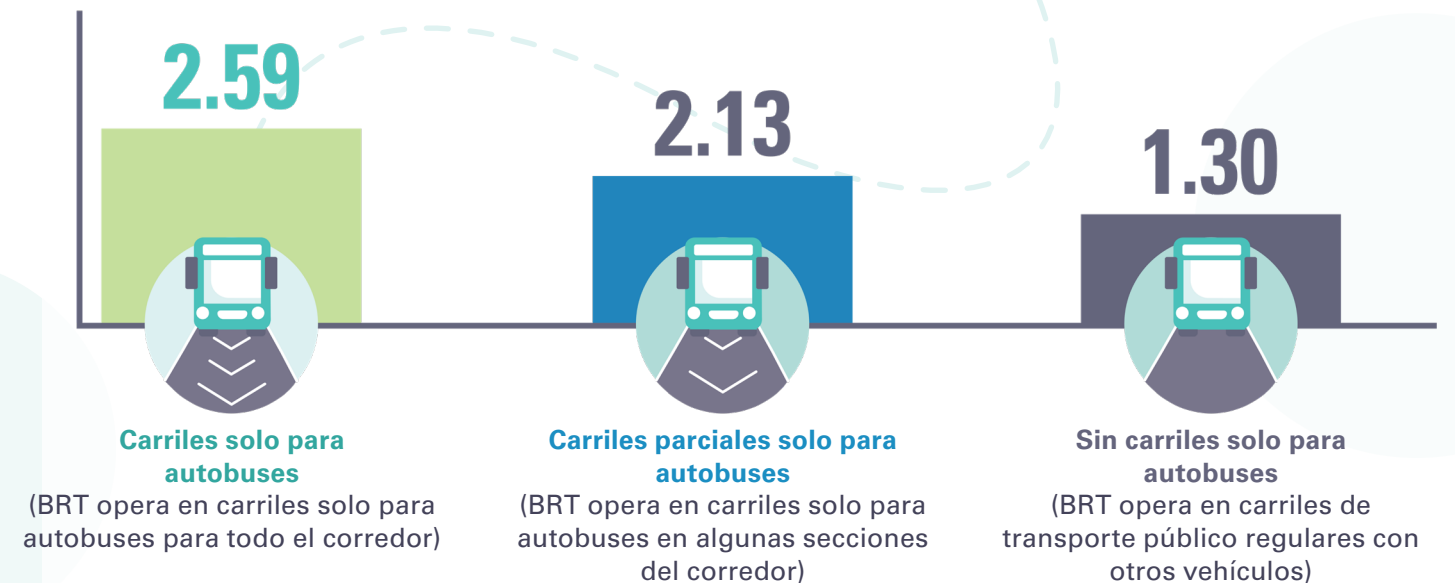 2.59
2.13
1.30
Carriles solo para
autobuses
(BRT opera en carriles solo para
autobuses para todo el corredor)
Carriles parciales solo para
autobuses
(BRT opera en carriles solo para
autobuses en algunas secciones
del corredor)
Sin carriles solo para
autobuses
(BRT opera en carriles de
transporte público regulares con
otros vehículos)